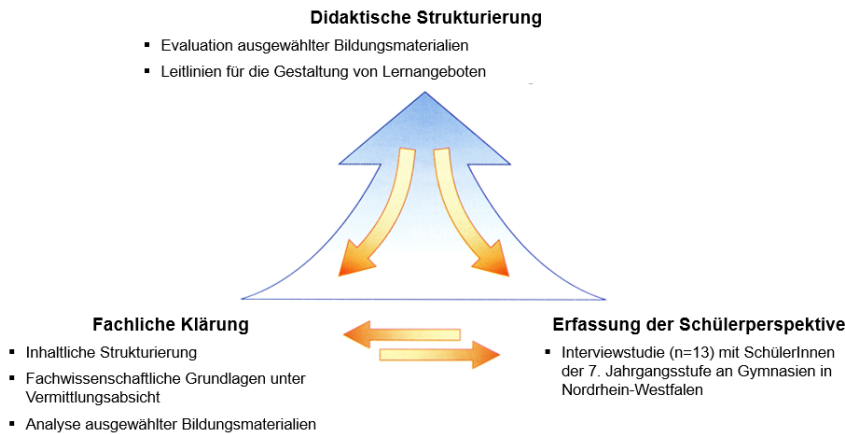 Didaktische Strukturierung
▪ Evaluation ausgewählter Bildungsmaterialien
▪ Leitlinien für die Gestaltung von Lernangeboten
Fachliche Klärung
▪ Inhaltliche Strukturierung
▪ Fachwissenschaftliche Grundlagen unter
Vermittlungsabsicht
▪ Analyse ausgewählter Bildungsmaterialien
Erfassung der Schülerperspektive
▪ Interviewstudie (n=13) mit SchülerInnen
der 7. Jahrgangsstufe an Gymnasien in
Nordrhein-Westfalen